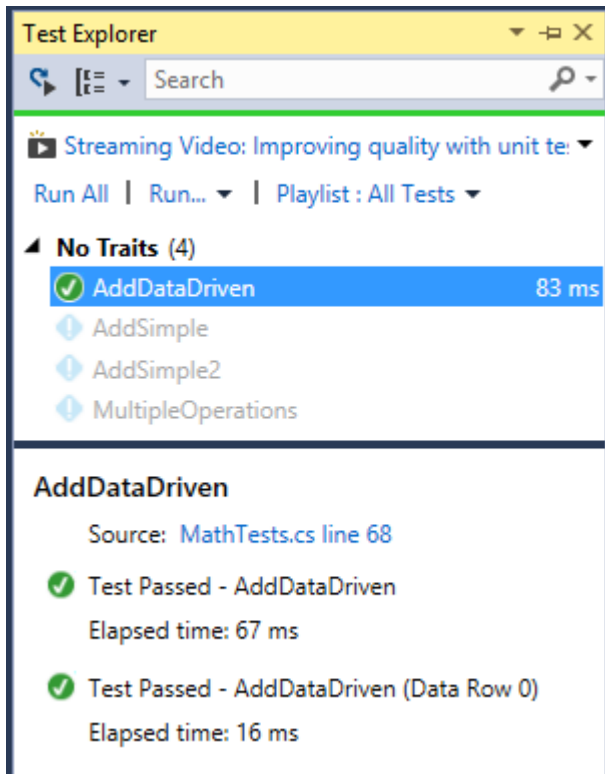 Test Explorer
Search
Streaming Video: Improving quality with unit te:
Run All | Run... | Playlist : All Tests
No Traits (4)
AddDataDriven 83 ms
AddSimple
AddSimple2
MultipleOperations
AddDataDriven
Source: MathTests.cs line 68
Test Passed - AddDataDriven
Elapsed time: 67 ms
Test Passed - AddDataDriven (Data Row 0)
Elapsed time: 16 ms